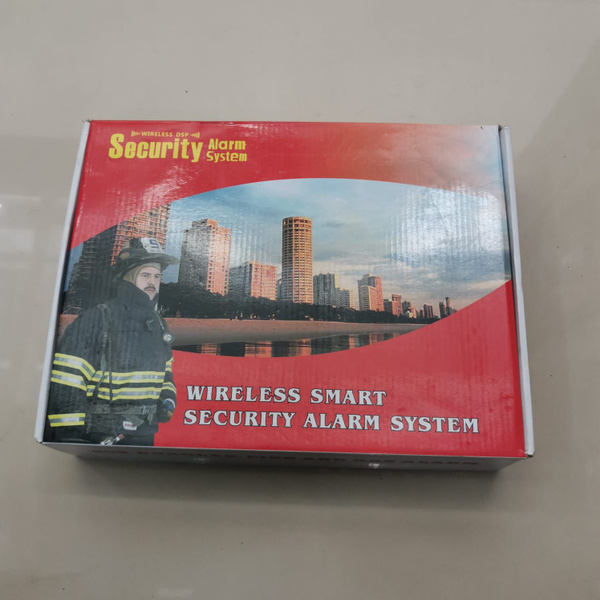 WIRELESS DSP
Security Alarm System
WIRELESS SMART
SECURITY ALARM SYSTEM